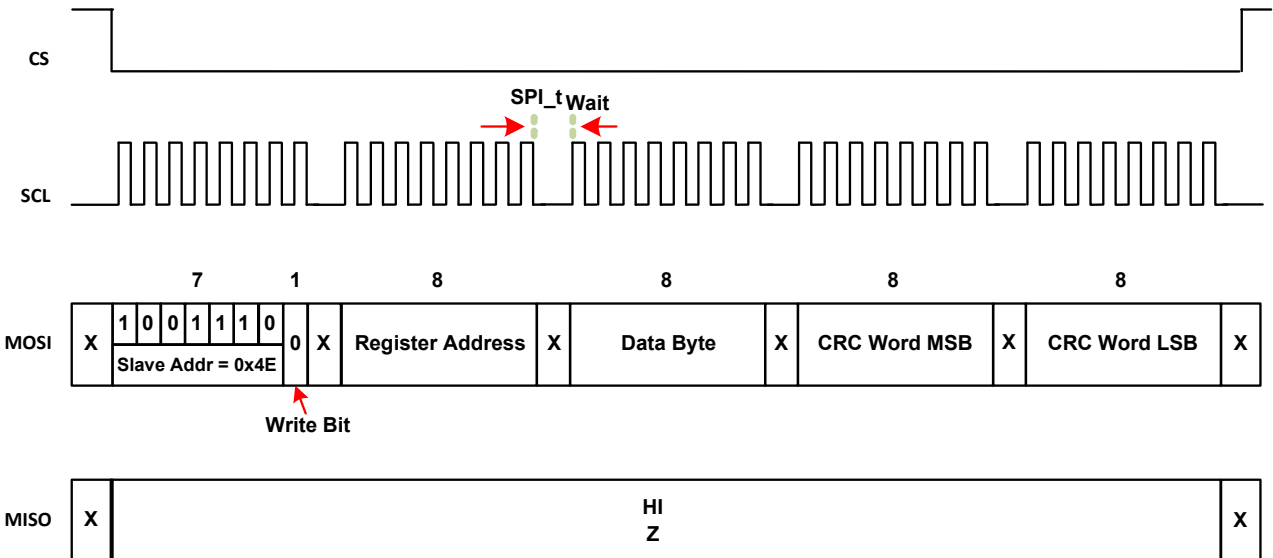 CS
SPI_t Wait
SCL
7 1 8 8 8 8
MOSI X 1 0 0 1 1 1 0 0 X Register Address X Data Byte X CRC Word MSB X CRC Word LSB X
Slave Addr = 0x4E
Write Bit
MISO X HI X
Z